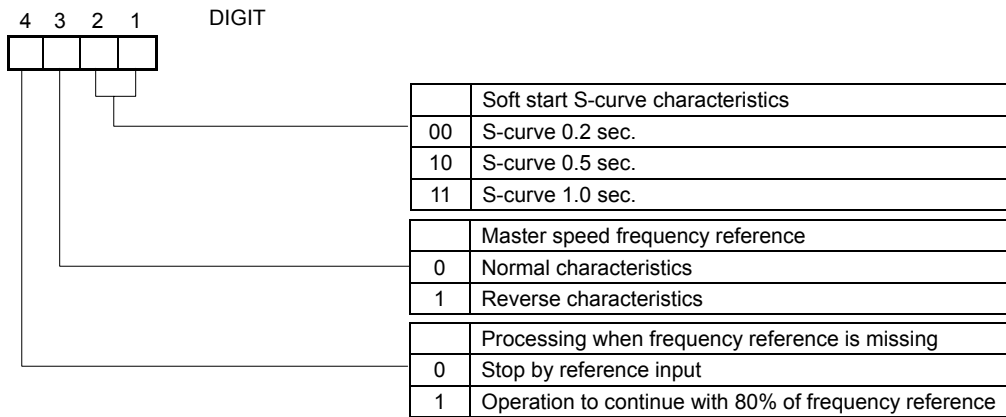 4 3 2 1 DIGIT
Soft start S-curve characteristics
00 S-curve 0.2 sec.
10 S-curve 0.5 sec.
11 S-curve 1.0 sec.
Master speed frequency reference
0 Normal characteristics
1 Reverse characteristics
Processing when frequency reference is missing
0 Stop by reference input
1 Operation to continue with 80% of frequency reference